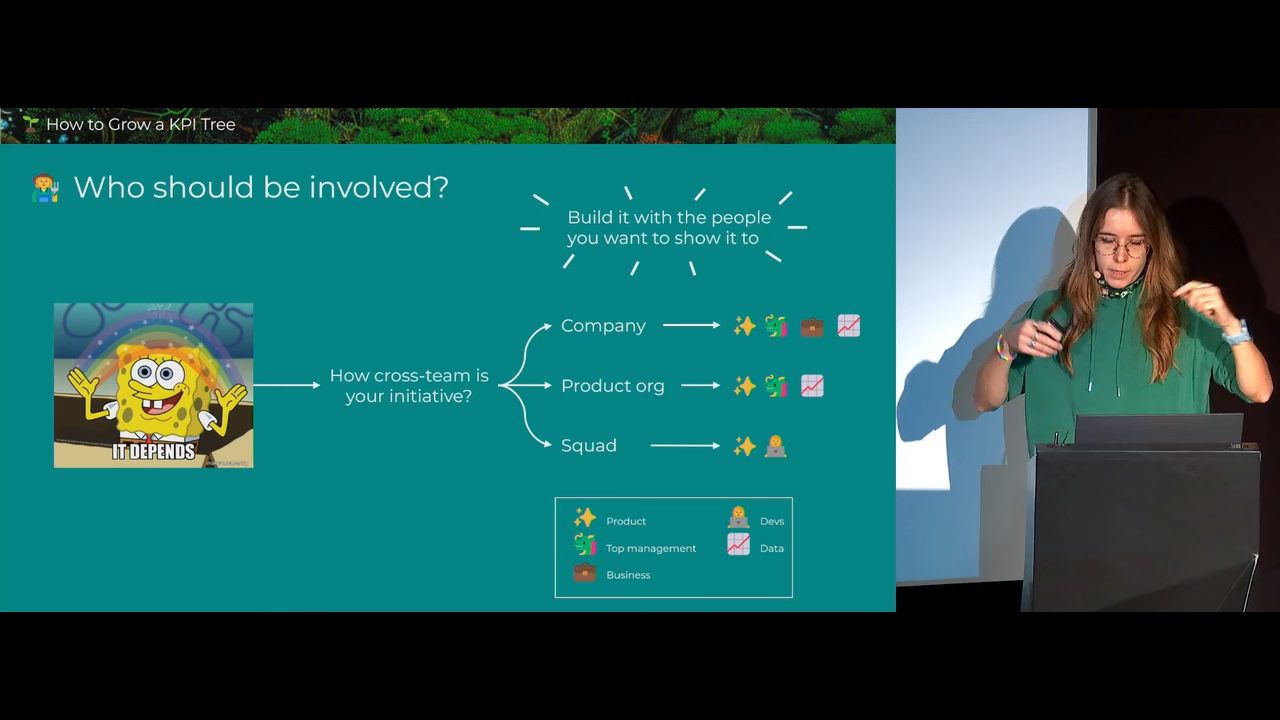 How to Grow a KPI Tree
Who should be involved?
Build it with the people
you want to show it to
IT DEPENDS
How cross-team is
your initiative?
Company
Product org
Squad
Product
Devs
Top management
Data
Business